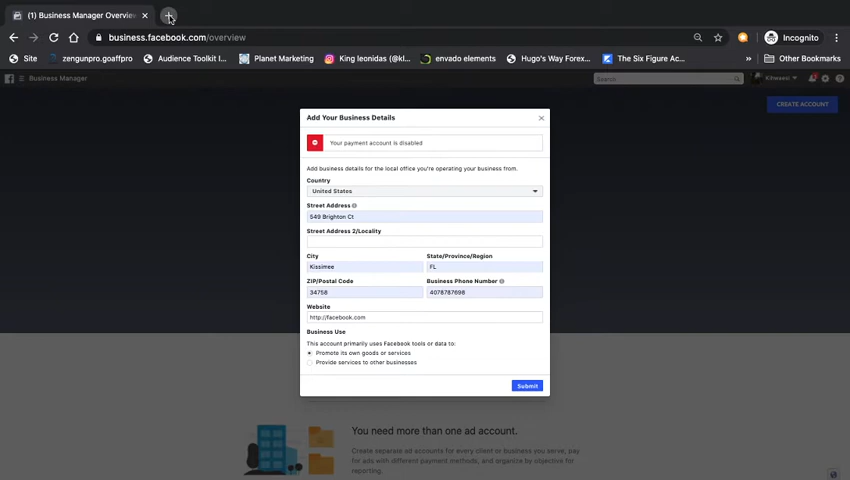 (1) Business Manager Overview
business.facebook.com/overview
Incognito
Site
zengunpro.goaffpro
Audience Toolkit I...
Planet Marketing
King leonidas (@kl...
envado elements
Hugo's Way Forex...
The Six Figure Ac...
»
Other Bookmarks
Business Manager
Search
CREATE ACCOUNT
Add Your Business Details
Your payment account is disabled
Add business details for the local office you're operating your business from.
Country
United States
Street Address
549 Brighton Ct
Street Address 2/Locality
City
State/Province/Region
Kissimee
FL
ZIP/Postal Code
Business Phone Number
34758
4078787698
Website
http://facebook.com
Business Use
This account primarily uses Facebook tools or data to:
Promote its own goods or services
Provide services to other businesses
Submit
You need more than one ad account.
Create separate ad accounts for every client or business you serve, pay
for ads with different payment methods, and organize by objective for
reporting.